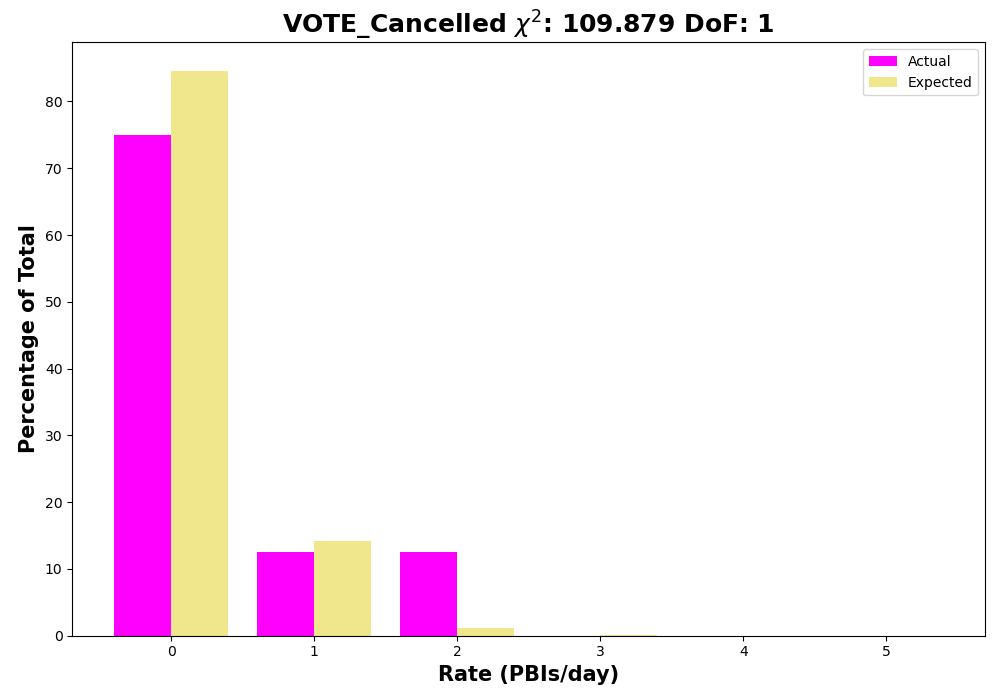 VOTE_Cancelled χ²: 109.879 DoF: 1
Actual
Expected
Percentage of Total
80
70
60
50
40
30
20
10
0
0 1 2 3 4 5
Rate (PBIs/day)